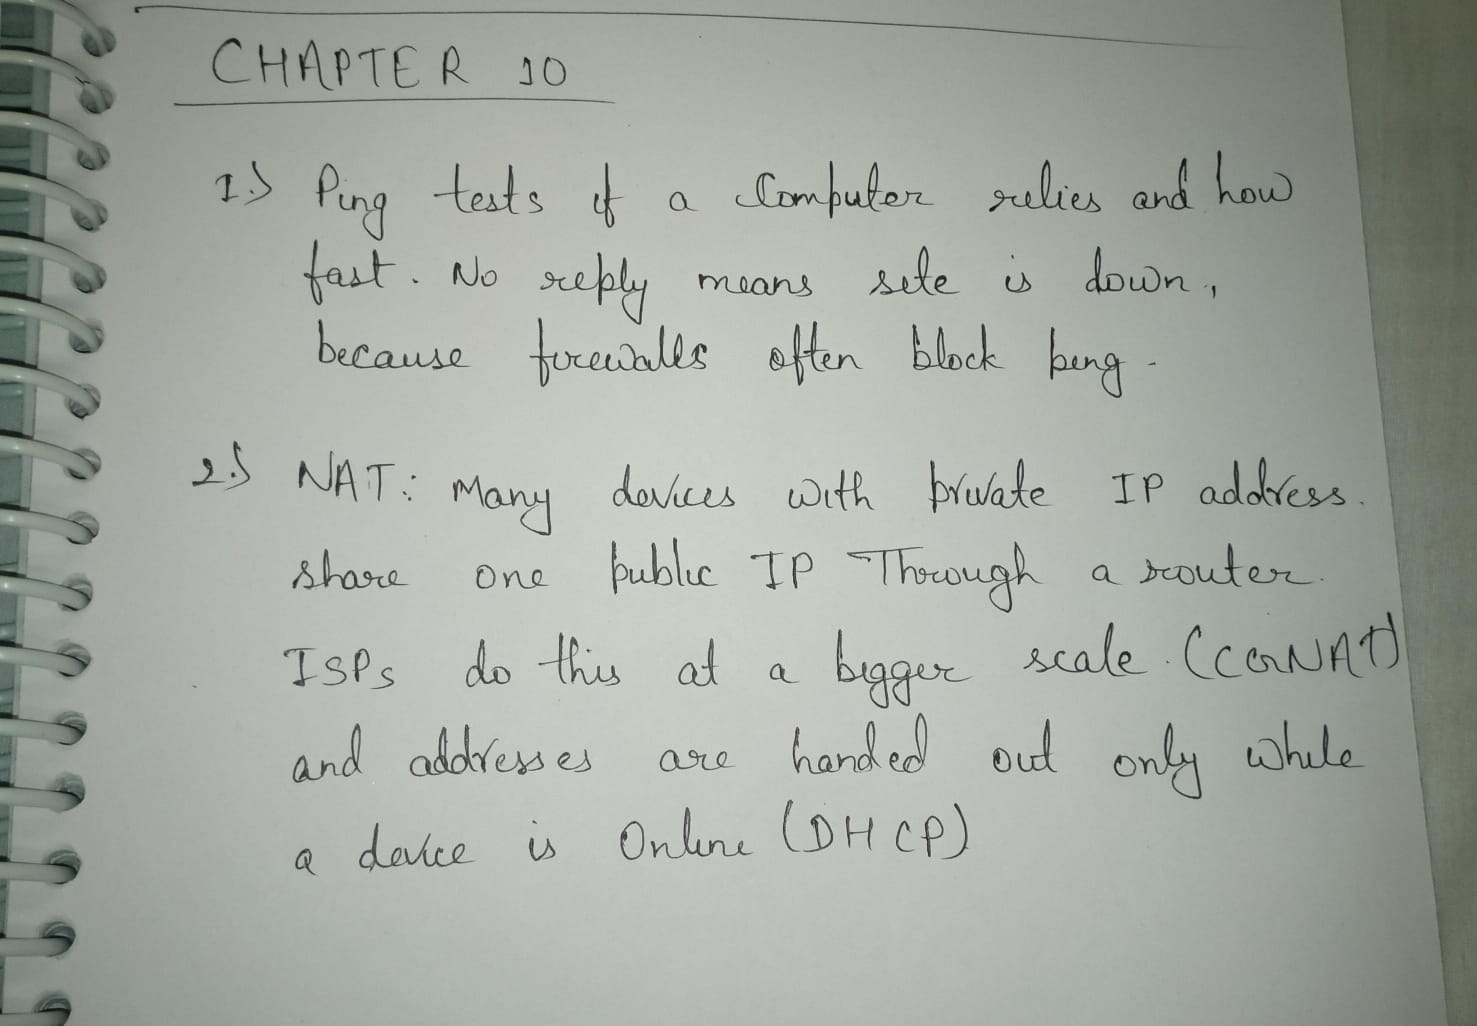 CHAPTER 10
1.) Ping tests if a Computer relies and how
fast. No reply means site is down,
because firewalls often block ping.
2.) NAT: Many devices with private IP address.
share one public IP Through a router.
ISPs do this at a bigger scale. (CGNAT)
and addresses are handed out only while
a device is Online (DHCP)